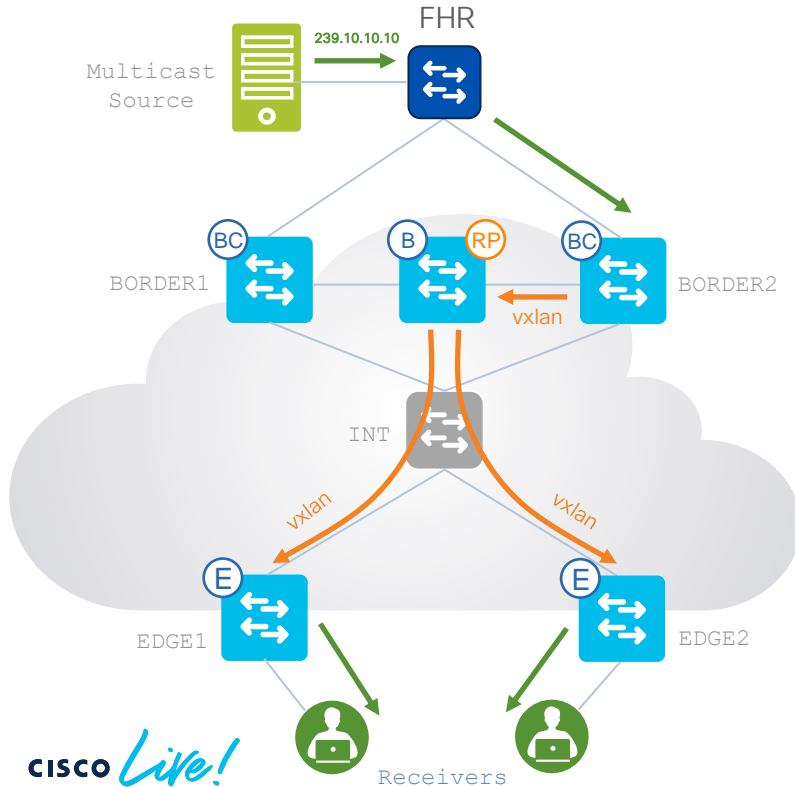 FHR
239.10.10.10
Multicast
Source
BC
B
RP
BC
BORDER1
BORDER2
vxlan
INT
vxlan
vxlan
E
E
EDGE1
EDGE2
Receivers
CISCO Live!